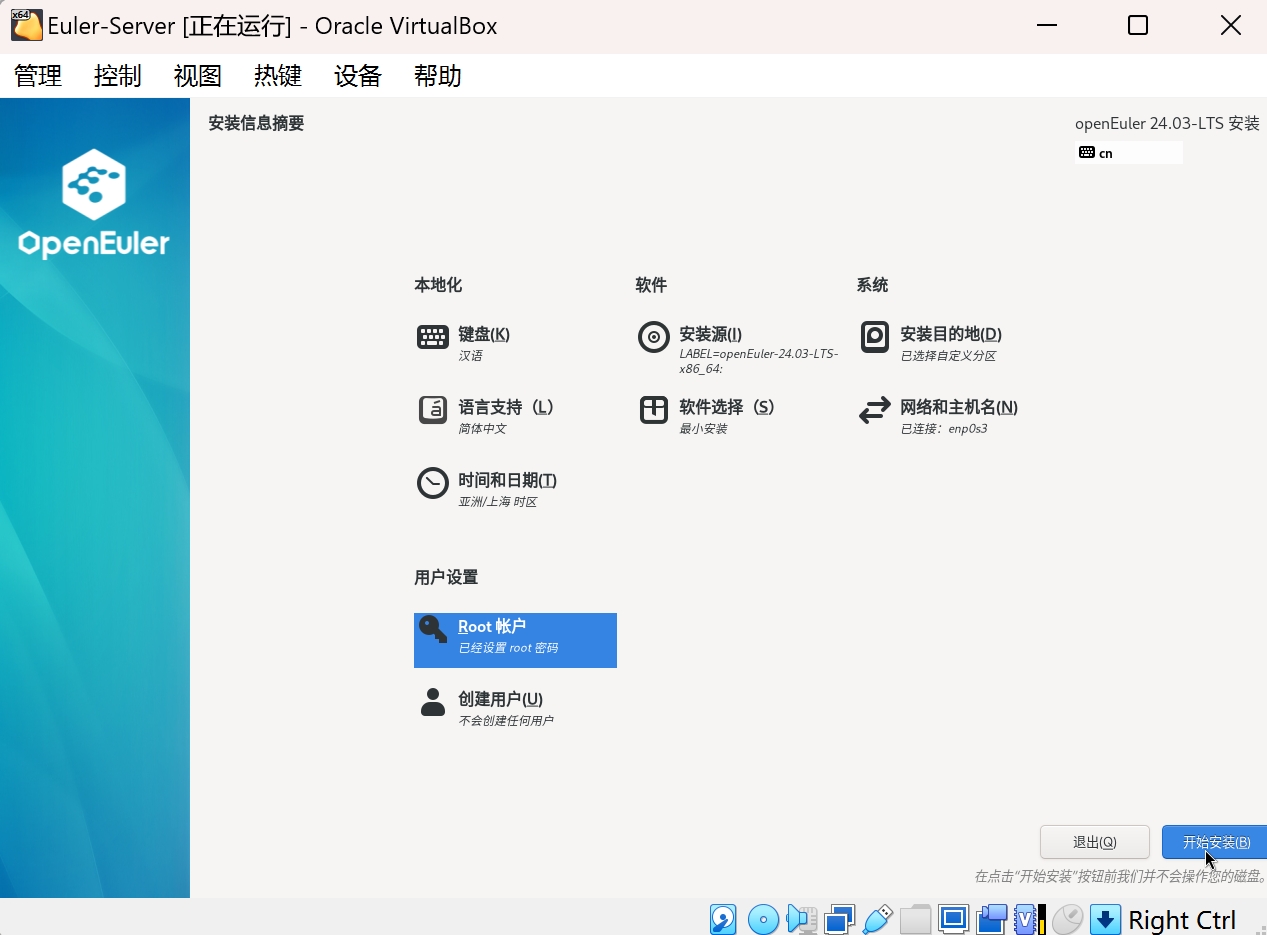 x64
Euler-Server [正在运行] - Oracle VirtualBox
管理 控制 视图 热键 设备 帮助
安装信息摘要
openEuler 24.03-LTS 安装
cn
OpenEuler
本地化
键盘(K)
汉语
语言支持（L）
简体中文
时间和日期(T)
亚洲/上海 时区
软件
安装源(I)
LABEL=openEuler-24.03-LTS-
x86_64:
软件选择（S）
最小安装
系统
安装目的地(D)
已选择自定义分区
网络和主机名(N)
已连接：enp0s3
用户设置
Root 帐户
已经设置 root 密码
创建用户(U)
不会创建任何用户
退出(Q)
开始安装(B)
在点击“开始安装”按钮前我们并不会操作您的磁盘。
Right Ctrl